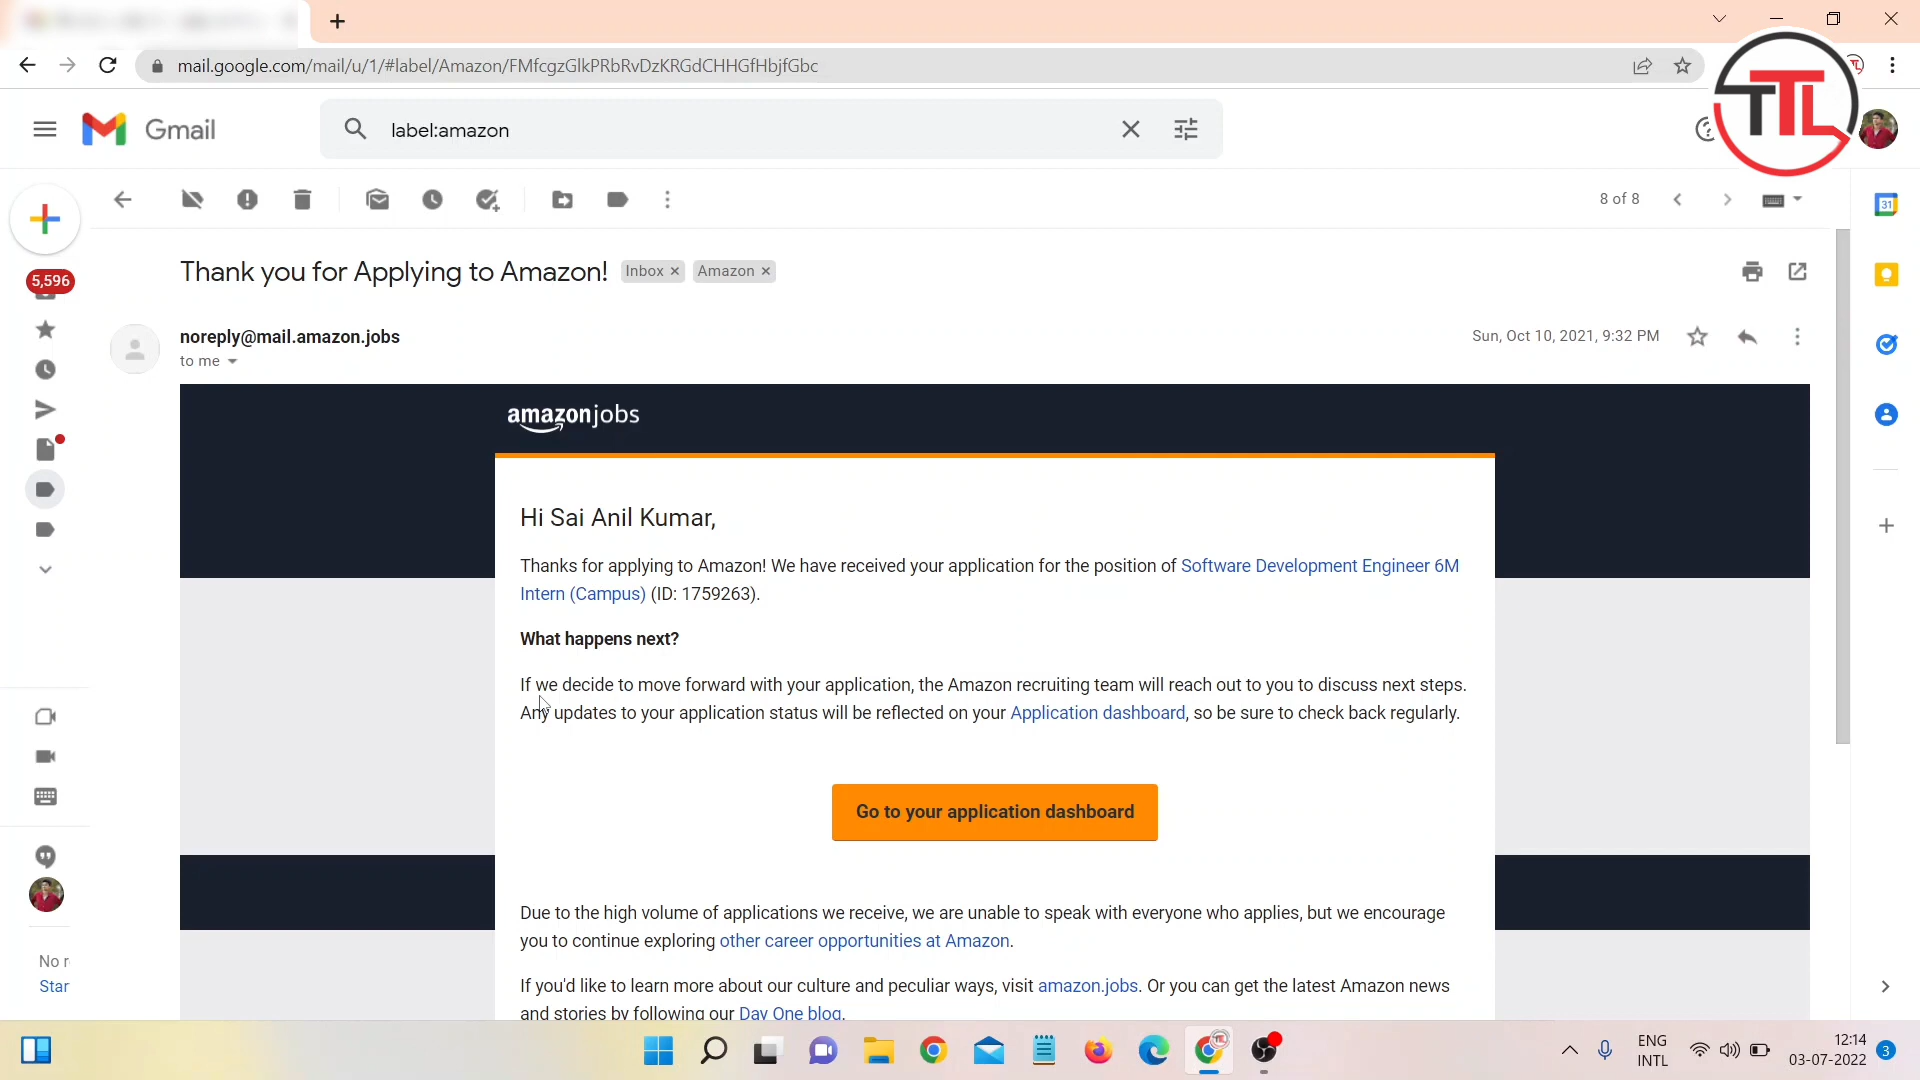 mail.google.com/mail/u/1/#label/Amazon/FMfcgzGlkPRbRvDzKRGdCHHGfHbjfGbc
TTL
Gmail
label:amazon
8 of 8
5,596
Thank you for Applying to Amazon! Inbox × Amazon ×
noreply@mail.amazon.jobs
Sun, Oct 10, 2021, 9:32 PM
to me
amazonjobs
Hi Sai Anil Kumar,
Thanks for applying to Amazon! We have received your application for the position of Software Development Engineer 6M
Intern (Campus) (ID: 1759263).
What happens next?
If we decide to move forward with your application, the Amazon recruiting team will reach out to you to discuss next steps.
Any updates to your application status will be reflected on your Application dashboard, so be sure to check back regularly.
Go to your application dashboard
Due to the high volume of applications we receive, we are unable to speak with everyone who applies, but we encourage
you to continue exploring other career opportunities at Amazon.
If you'd like to learn more about our culture and peculiar ways, visit amazon.jobs. Or you can get the latest Amazon news
and stories by following our Day One blog.
No r
Star
31
ENG
INTL
12:14
03-07-2022
3